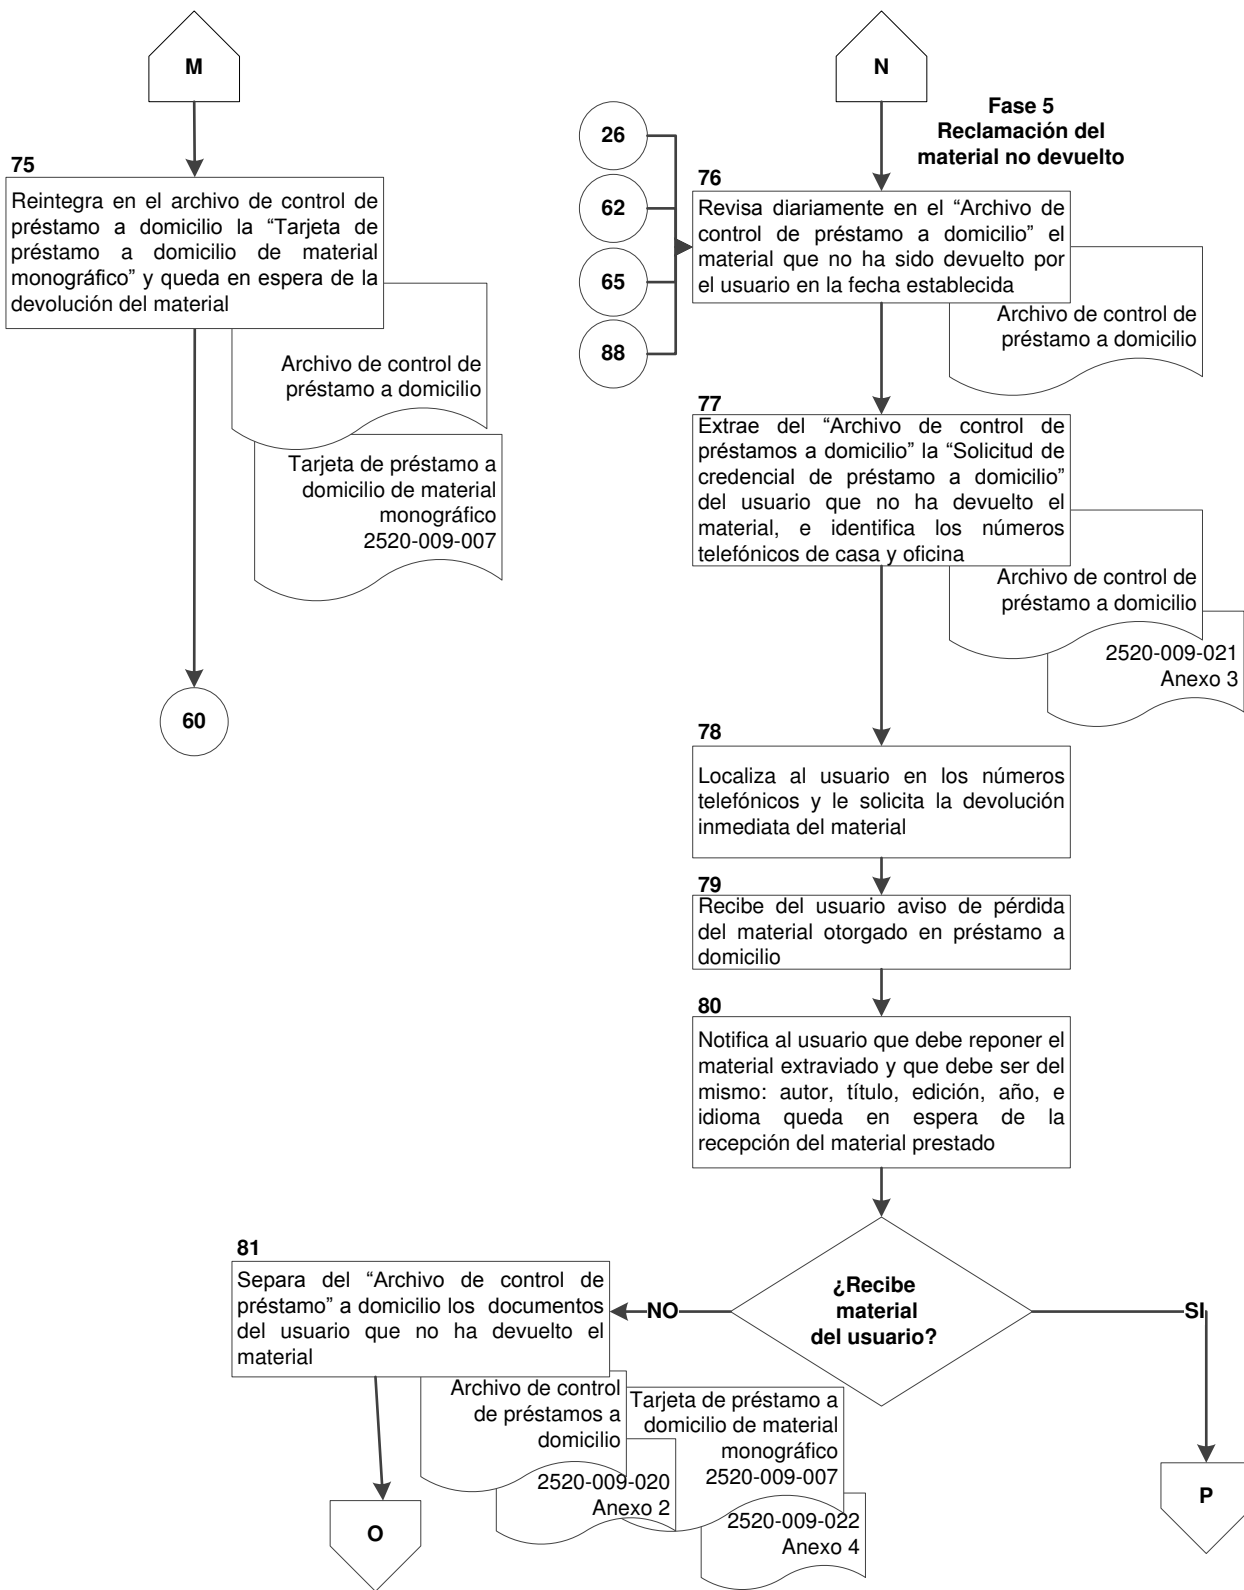 M
75
Reintegra en el archivo de control de
préstamo a domicilio la “Tarjeta de
préstamo a domicilio de material
monográfico” y queda en espera de la
devolución del material
Archivo de control de
préstamo a domicilio
Tarjeta de préstamo a
domicilio de material
monográfico
2520-009-007
60
N
Fase 5
Reclamación del
material no devuelto
26
62
65
88
76
Revisa diariamente en el “Archivo de
control de préstamo a domicilio” el
material que no ha sido devuelto por
el usuario en la fecha establecida
Archivo de control de
préstamo a domicilio
77
Extrae del “Archivo de control de
préstamos a domicilio” la “Solicitud de
credencial de préstamo a domicilio”
del usuario que no ha devuelto el
material, e identifica los números
telefónicos de casa y oficina
Archivo de control de
préstamo a domicilio
2520-009-021
Anexo 3
78
Localiza al usuario en los números
telefónicos y le solicita la devolución
inmediata del material
79
Recibe del usuario aviso de pérdida
del material otorgado en préstamo a
domicilio
80
Notifica al usuario que debe reponer el
material extraviado y que debe ser del
mismo: autor, título, edición, año, e
idioma queda en espera de la
recepción del material prestado
¿Recibe
material
del usuario?
NO
SI
81
Separa del “Archivo de control de
préstamo” a domicilio los documentos
del usuario que no ha devuelto el
material
Archivo de control
de préstamos a
domicilio
2520-009-020
Anexo 2
Tarjeta de préstamo a
domicilio de material
monográfico
2520-009-007
2520-009-022
Anexo 4
O
P